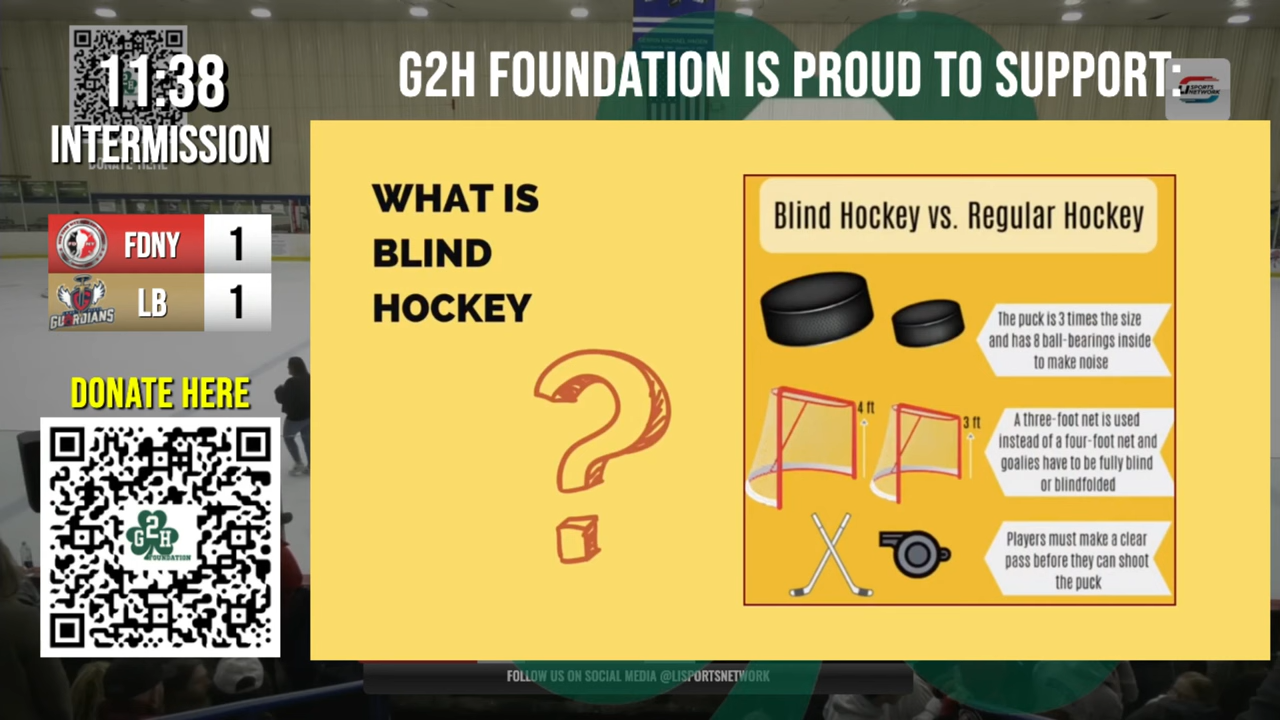 11:38
INTERMISSION
DONATE HERE
FDNY 1
GUARDIANS
LB 1
DONATE HERE
G2H
FOUNDATION
G2H FOUNDATION IS PROUD TO SUPPORT:
SPORTS
NETWORK
WHAT IS
BLIND
HOCKEY
?
Blind Hockey vs. Regular Hockey
The puck is 3 times the size
and has 8 ball-bearings inside
to make noise
4 ft
3 ft
A three-foot net is used
instead of a four-foot net and
goalies have to be fully blind
or blindfolded
Players must make a clear
pass before they can shoot
the puck
FOLLOW US ON SOCIAL MEDIA @LISPORTSNETWORK